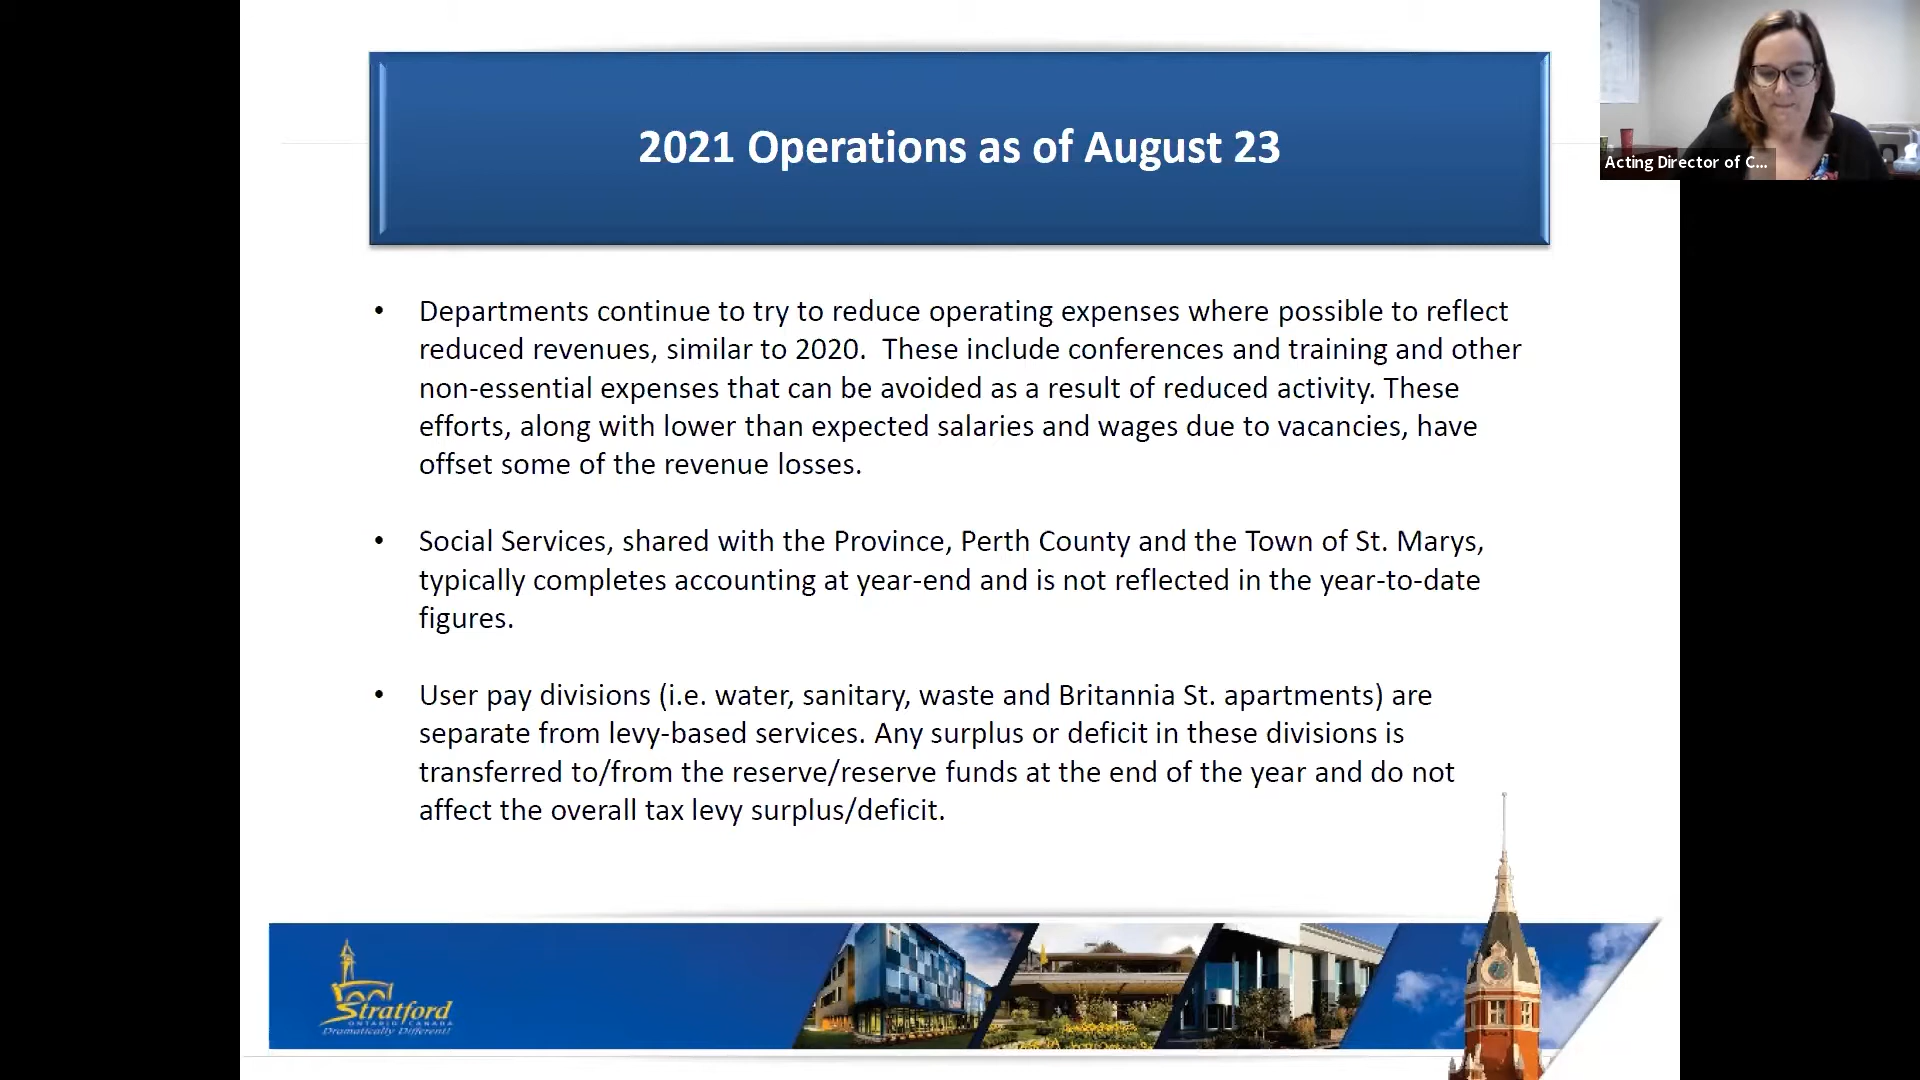 2021 Operations as of August 23
Acting Director of C...
• Departments continue to try to reduce operating expenses where possible to reflect
reduced revenues, similar to 2020.  These include conferences and training and other
non-essential expenses that can be avoided as a result of reduced activity. These
efforts, along with lower than expected salaries and wages due to vacancies, have
offset some of the revenue losses.
• Social Services, shared with the Province, Perth County and the Town of St. Marys,
typically completes accounting at year-end and is not reflected in the year-to-date
figures.
• User pay divisions (i.e. water, sanitary, waste and Britannia St. apartments) are
separate from levy-based services. Any surplus or deficit in these divisions is
transferred to/from the reserve/reserve funds at the end of the year and do not
affect the overall tax levy surplus/deficit.
Stratford
ONTARIO CANADA
Dramatically Different!